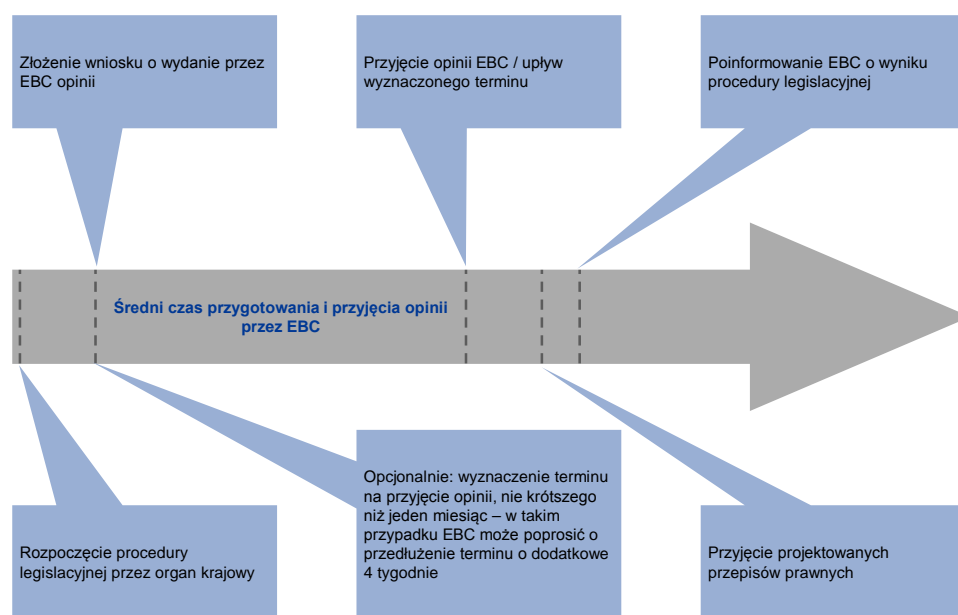 Złożenie wniosku o wydanie przez
EBC opinii
Przyjęcie opinii EBC / upływ
wyznaczonego terminu
Poinformowanie EBC o wyniku
procedury legislacyjnej
Średni czas przygotowania i przyjęcia opinii
przez EBC
Rozpoczęcie procedury
legislacyjnej przez organ krajowy
Opcjonalnie: wyznaczenie terminu
na przyjęcie opinii, nie krótszego
niż jeden miesiąc – w takim
przypadku EBC może poprosić o
przedłużenie terminu o dodatkowe
4 tygodnie
Przyjęcie projektowanych
przepisów prawnych